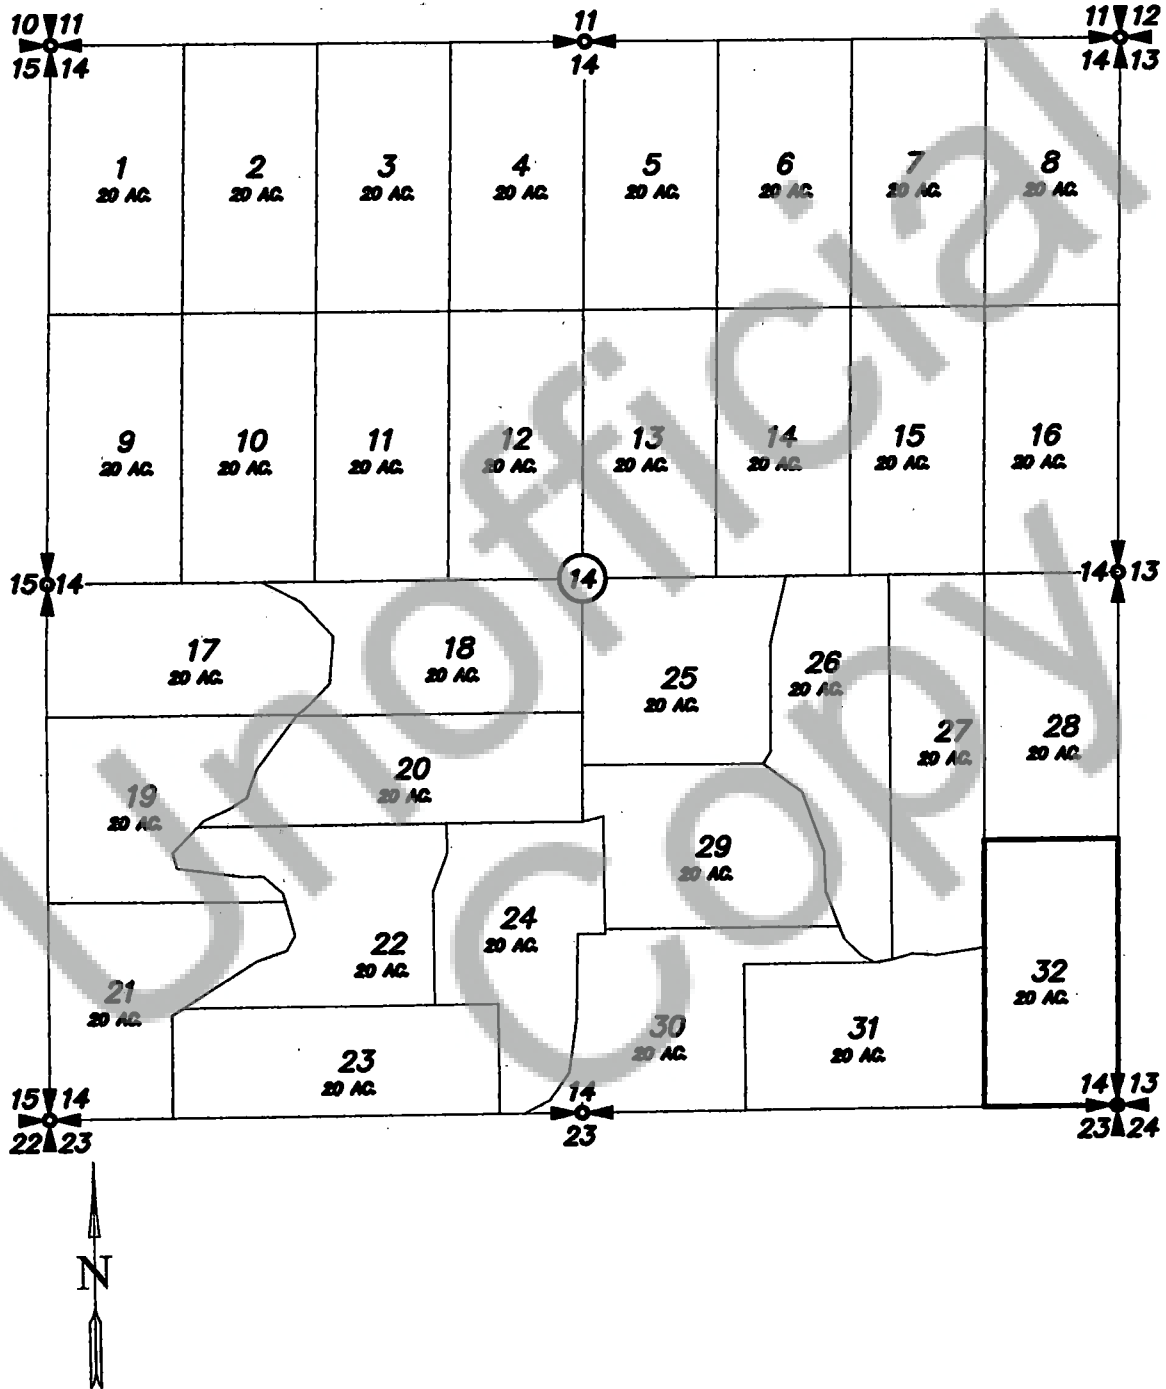 10 11 11 11 12
15 14 14 14 13
1 2 3 4 5 6 7 8
20 AC. 20 AC. 20 AC. 20 AC. 20 AC. 20 AC. 20 AC. 20 AC.
9 10 11 12 13 14 15 16
20 AC. 20 AC. 20 AC. 20 AC. 20 AC. 20 AC. 20 AC. 20 AC.
15 14 14 14 13
17 18 25 26
20 AC. 20 AC. 20 AC. 20 AC.
27 28
20 AC. 20 AC.
19 20
20 AC. 20 AC.
29
20 AC.
22 24
20 AC. 20 AC.
21 30 31 32
20 AC. 20 AC. 20 AC. 20 AC.
23
20 AC.
15 14 14 14 13
22 23 23 23 24
N
Unofficial
Copy